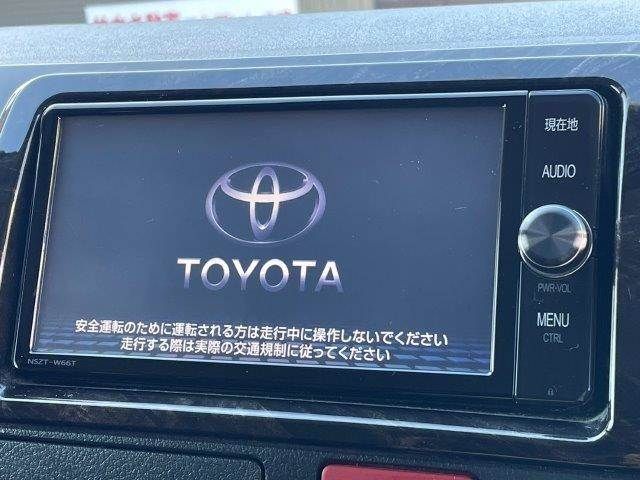 現在地
AUDIO
TOYOTA
PWR・VOL
安全運転のために運転される方は走行中に操作しないでください
走行する際は実際の交通規制に従ってください
MENU
CTRL
NSZT-W66T